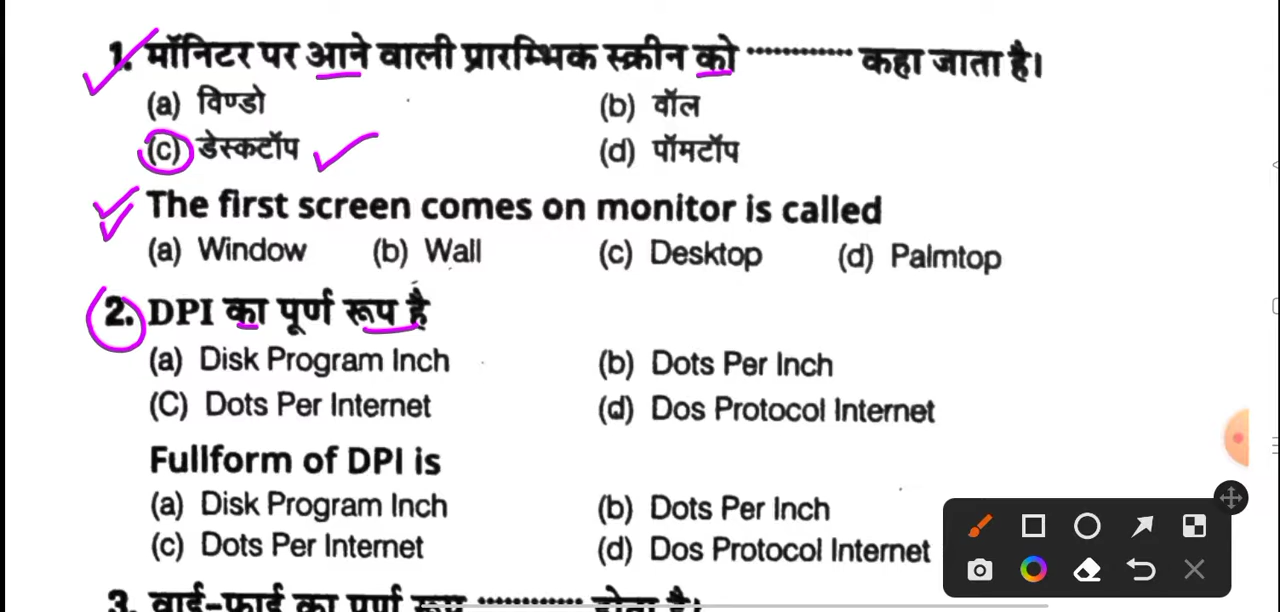 1. मॉनिटर पर आने वाली प्रारम्भिक स्क्रीन को ............... कहा जाता है।
(a) विण्डो (b) वॉल
(c) डेस्कटॉप (d) पॉमटॉप
The first screen comes on monitor is called
(a) Window (b) Wall (c) Desktop (d) Palmtop
2. DPI का पूर्ण रूप है
(a) Disk Program Inch (b) Dots Per Inch
(C) Dots Per Internet (d) Dos Protocol Internet
Fullform of DPI is
(a) Disk Program Inch (b) Dots Per Inch
(c) Dots Per Internet (d) Dos Protocol Internet
3. वाई-फाई का पूर्ण रूप ............... होता है।